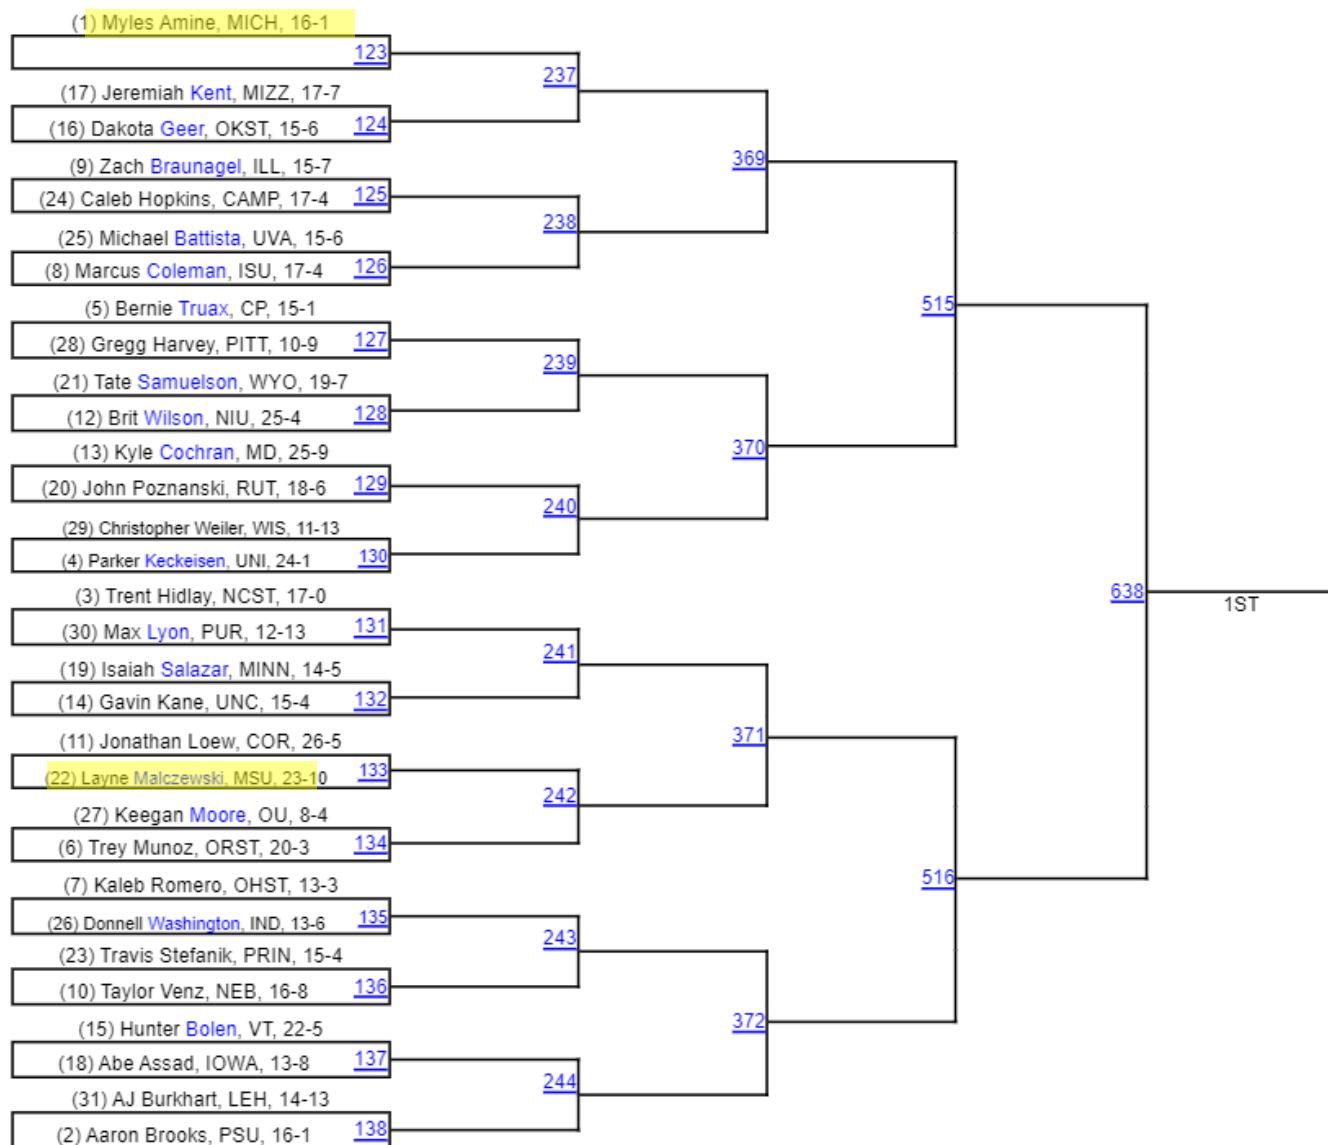 (1) Myles Amine, MICH, 16-1
123
237
(17) Jeremiah Kent, MIZZ, 17-7
(16) Dakota Geer, OKST, 15-6 124
369
(9) Zach Braunagel, ILL, 15-7
(24) Caleb Hopkins, CAMP, 17-4 125
238
(25) Michael Battista, UVA, 15-6
(8) Marcus Coleman, ISU, 17-4 126
515
(5) Bernie Truax, CP, 15-1
(28) Gregg Harvey, PITT, 10-9 127
239
(21) Tate Samuelson, WYO, 19-7
(12) Brit Wilson, NIU, 25-4 128
370
(13) Kyle Cochran, MD, 25-9
(20) John Poznanski, RUT, 18-6 129
240
(29) Christopher Weiler, WIS, 11-13
(4) Parker Keckeisen, UNI, 24-1 130
638
1ST
(3) Trent Hidlay, NCST, 17-0
(30) Max Lyon, PUR, 12-13 131
241
(19) Isaiah Salazar, MINN, 14-5
(14) Gavin Kane, UNC, 15-4 132
371
(11) Jonathan Loew, COR, 26-5
(22) Layne Malczewski, MSU, 23-10 133
242
(27) Keegan Moore, OU, 8-4
(6) Trey Munoz, ORST, 20-3 134
516
(7) Kaleb Romero, OHST, 13-3
(26) Donnell Washington, IND, 13-6 135
243
(23) Travis Stefanik, PRIN, 15-4
(10) Taylor Venz, NEB, 16-8 136
372
(15) Hunter Bolen, VT, 22-5
(18) Abe Assad, IOWA, 13-8 137
244
(31) AJ Burkhart, LEH, 14-13
(2) Aaron Brooks, PSU, 16-1 138